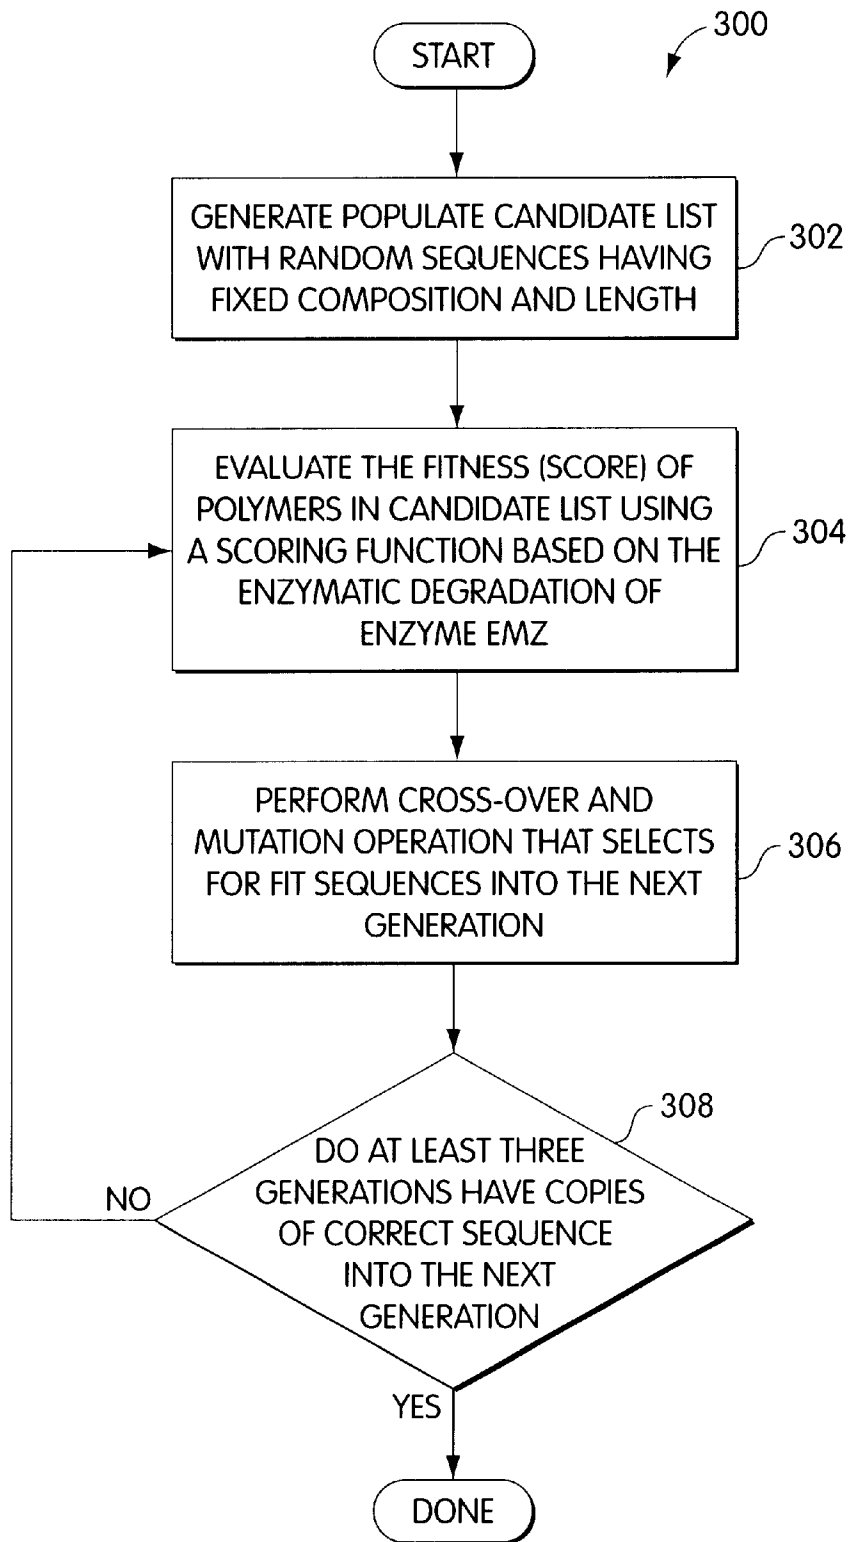 START
300
GENERATE POPULATE CANDIDATE LIST
WITH RANDOM SEQUENCES HAVING
FIXED COMPOSITION AND LENGTH
302
EVALUATE THE FITNESS (SCORE) OF
POLYMERS IN CANDIDATE LIST USING
A SCORING FUNCTION BASED ON THE
ENZYMATIC DEGRADATION OF
ENZYME EMZ
304
PERFORM CROSS-OVER AND
MUTATION OPERATION THAT SELECTS
FOR FIT SEQUENCES INTO THE NEXT
GENERATION
306
308
DO AT LEAST THREE
GENERATIONS HAVE COPIES
OF CORRECT SEQUENCE
INTO THE NEXT
GENERATION
NO
YES
DONE